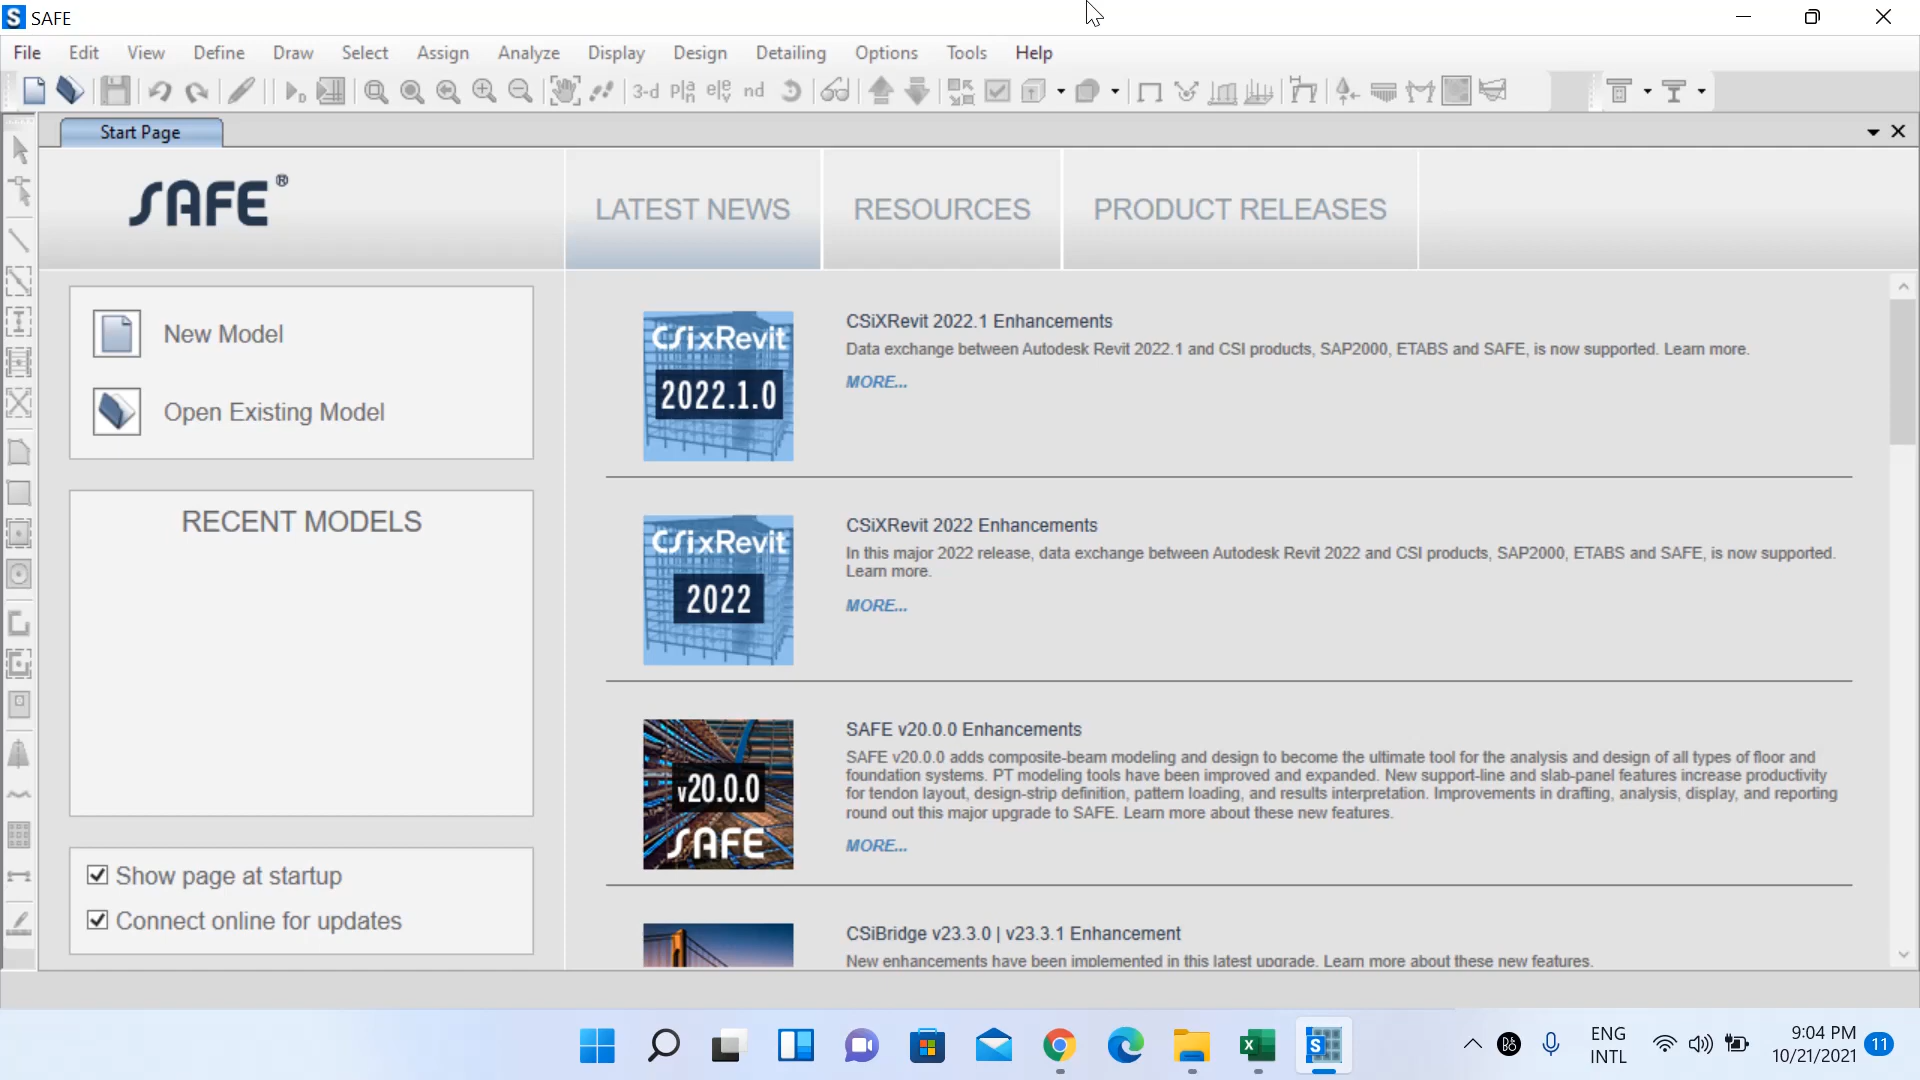 SAFE
File Edit View Define Draw Select Assign Analyze Display Design Detailing Options Tools Help
3-d nd
Start Page
SAFE®
LATEST NEWS
RESOURCES
PRODUCT RELEASES
New Model
Open Existing Model
RECENT MODELS
Show page at startup
Connect online for updates
CSixRevit
2022.1.0
CSiXRevit 2022.1 Enhancements
Data exchange between Autodesk Revit 2022.1 and CSI products, SAP2000, ETABS and SAFE, is now supported. Learn more.
MORE...
CSixRevit
2022
CSiXRevit 2022 Enhancements
In this major 2022 release, data exchange between Autodesk Revit 2022 and CSI products, SAP2000, ETABS and SAFE, is now supported.
Learn more.
MORE...
v20.0.0
SAFE
SAFE v20.0.0 Enhancements
SAFE v20.0.0 adds composite-beam modeling and design to become the ultimate tool for the analysis and design of all types of floor and
foundation systems. PT modeling tools have been improved and expanded. New support-line and slab-panel features increase productivity
for tendon layout, design-strip definition, pattern loading, and results interpretation. Improvements in drafting, analysis, display, and reporting
round out this major upgrade to SAFE. Learn more about these new features.
MORE...
CSiBridge v23.3.0 | v23.3.1 Enhancement
New enhancements have been implemented in this latest upgrade. Learn more about these new features.
ENG
INTL
9:04 PM
10/21/2021
11